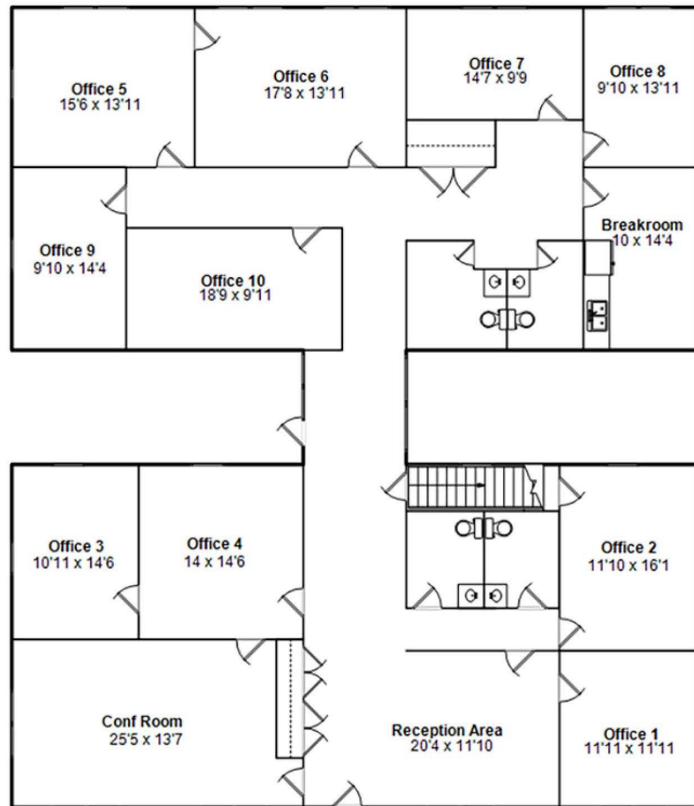 Office 5
15'6 x 13'11
Office 6
17'8 x 13'11
Office 7
14'7 x 9'9
Office 8
9'10 x 13'11
Office 9
9'10 x 14'4
Office 10
18'9 x 9'11
Breakroom
10 x 14'4
Office 3
10'11 x 14'6
Office 4
14 x 14'6
Office 2
11'10 x 16'1
Conf Room
25'5 x 13'7
Reception Area
20'4 x 11'10
Office 1
11'11 x 11'11